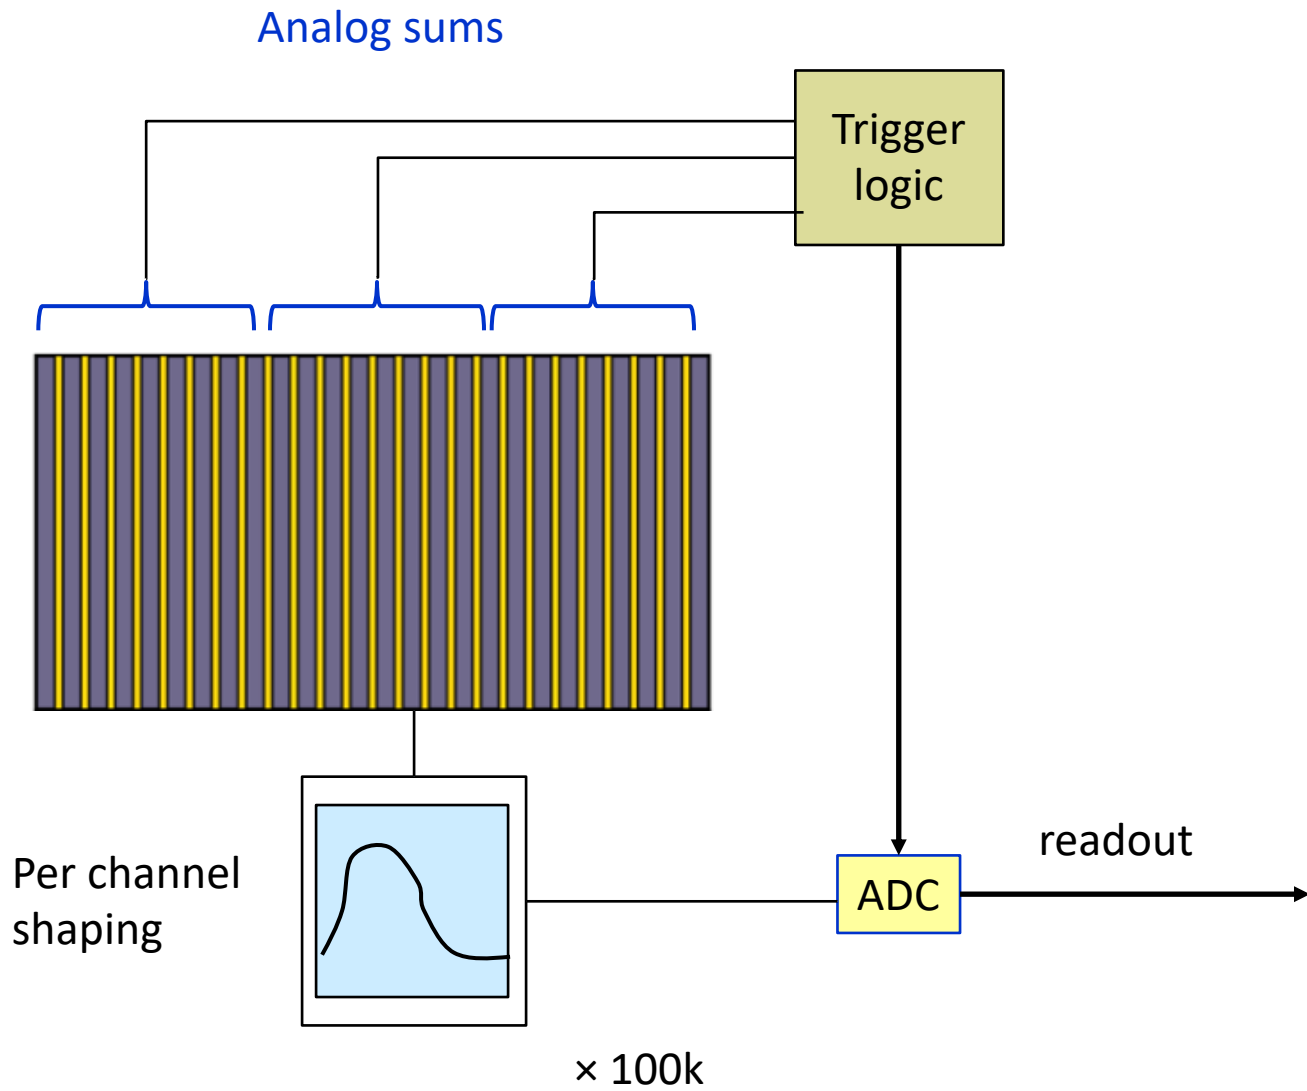 Analog sums
Trigger
logic
readout
ADC
Per channel
shaping
× 100k